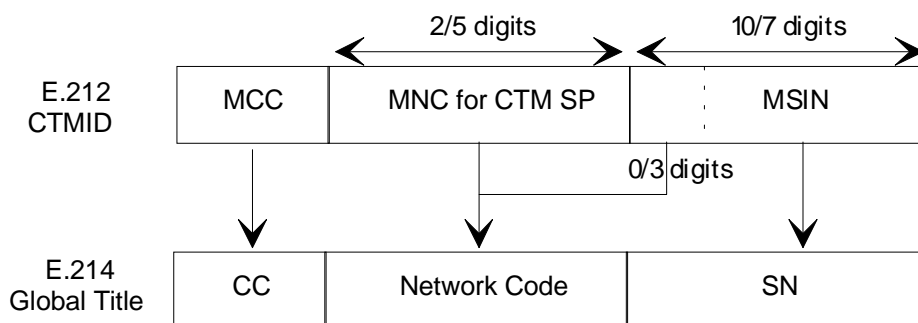 2/5 digits 10/7 digits
E.212
CTMID
MCC MNC for CTM SP MSIN
0/3 digits
E.214
Global Title
CC Network Code SN